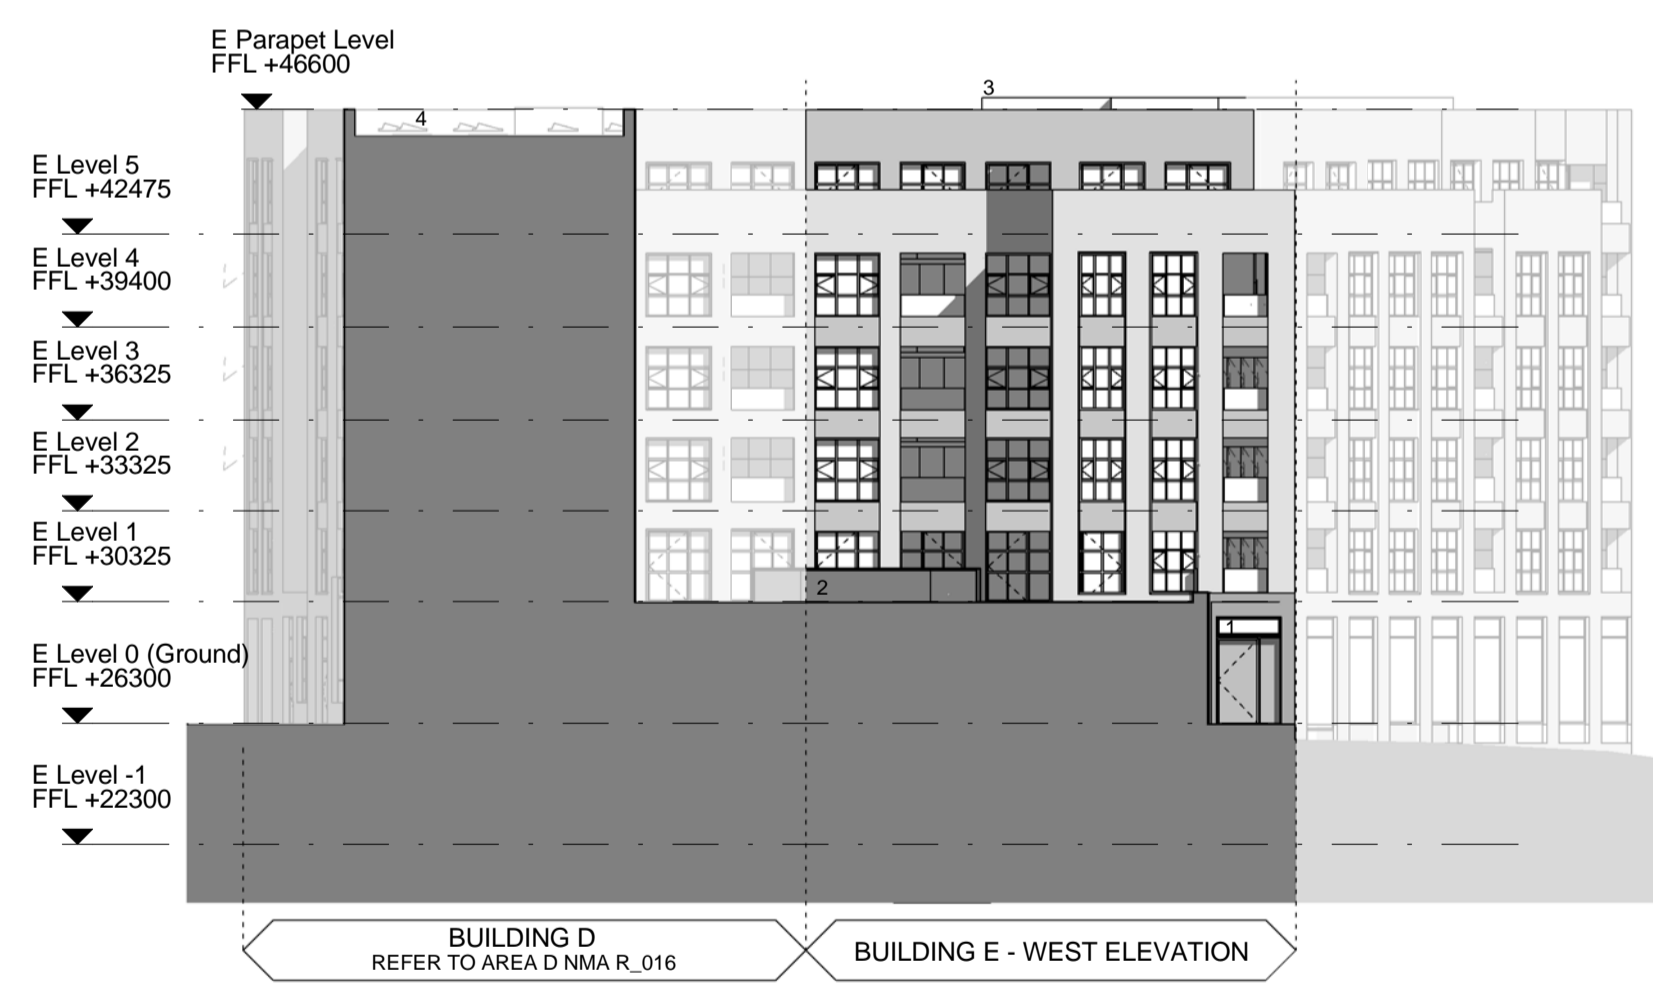 E Parapet Level
FFL +46600
3
4
E Level 5
FFL +42475
E Level 4
FFL +39400
E Level 3
FFL +36325
E Level 2
FFL +33325
E Level 1
FFL +30325
2
1
E Level 0 (Ground)
FFL +26300
E Level -1
FFL +22300
BUILDING D
REFER TO AREA D NMA R_016
BUILDING E - WEST ELEVATION